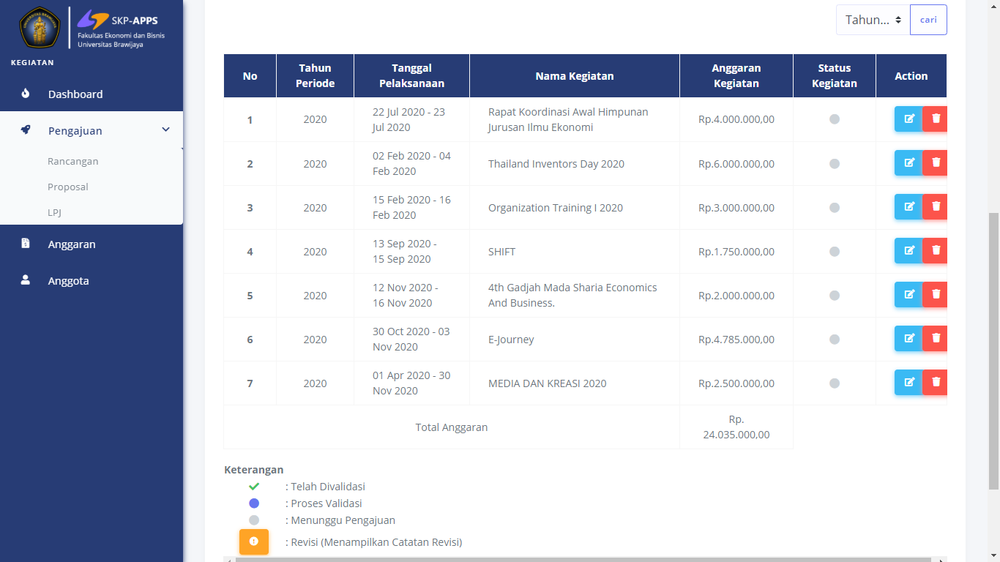 UNIVERSITAS BRAWIJAYA
SKP-APPS
Fakultas Ekonomi dan Bisnis
Universitas Brawijaya
KEGIATAN
Dashboard
Pengajuan
Rancangan
Proposal
LPJ
Anggaran
Anggota
Tahun... cari
No Tahun Periode Tanggal Pelaksanaan Nama Kegiatan Anggaran Kegiatan Status Kegiatan Action
1 2020 22 Jul 2020 - 23 Jul 2020 Rapat Koordinasi Awal Himpunan Jurusan Ilmu Ekonomi Rp.4.000.000,00
2 2020 02 Feb 2020 - 04 Feb 2020 Thailand Inventors Day 2020 Rp.6.000.000,00
3 2020 15 Feb 2020 - 16 Feb 2020 Organization Training I 2020 Rp.3.000.000,00
4 2020 13 Sep 2020 - 15 Sep 2020 SHIFT Rp.1.750.000,00
5 2020 12 Nov 2020 - 16 Nov 2020 4th Gadjah Mada Sharia Economics And Business. Rp.2.000.000,00
6 2020 30 Oct 2020 - 03 Nov 2020 E-Journey Rp.4.785.000,00
7 2020 01 Apr 2020 - 30 Nov 2020 MEDIA DAN KREASI 2020 Rp.2.500.000,00
Total Anggaran Rp. 24.035.000,00
Keterangan
: Telah Divalidasi
: Proses Validasi
: Menunggu Pengajuan
: Revisi (Menampilkan Catatan Revisi)